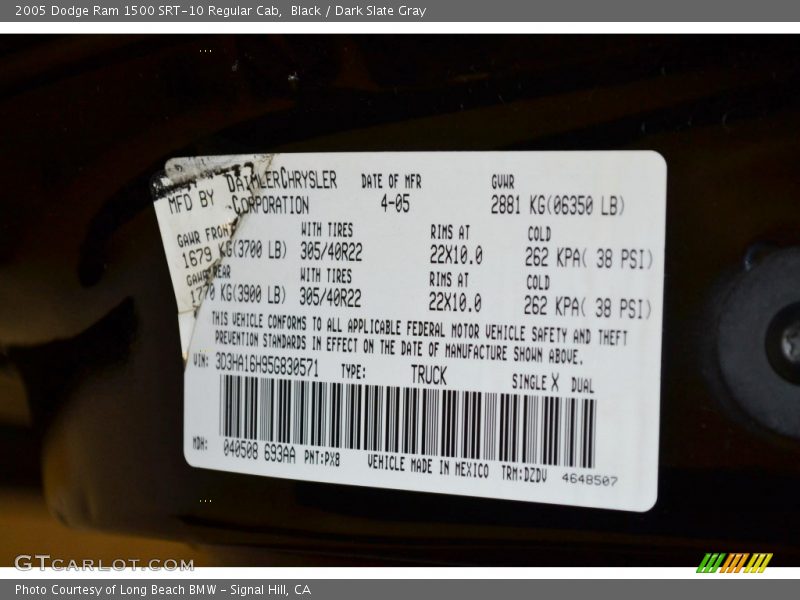 2005 Dodge Ram 1500 SRT-10 Regular Cab,  Black / Dark Slate Gray
MFD BY DAIMLERCHRYSLER CORPORATION DATE OF MFR 4-05 GVWR 2881 KG(06350 LB)
GAWR FRONT WITH TIRES RIMS AT COLD
1679 KG(3700 LB) 305/40R22 22X10.0 262 KPA( 38 PSI)
GAWR REAR WITH TIRES RIMS AT COLD
1770 KG(3900 LB) 305/40R22 22X10.0 262 KPA( 38 PSI)
THIS VEHICLE CONFORMS TO ALL APPLICABLE FEDERAL MOTOR VEHICLE SAFETY AND THEFT
PREVENTION STANDARDS IN EFFECT ON THE DATE OF MANUFACTURE SHOWN ABOVE.
VIN: 3D3HA16H95G830571 TYPE: TRUCK SINGLE X DUAL
MDH: 040508 693AA PNT:PX8 VEHICLE MADE IN MEXICO TRM:DZDV 4648507
GTCARLOT.COM
Photo Courtesy of Long Beach BMW - Signal Hill, CA